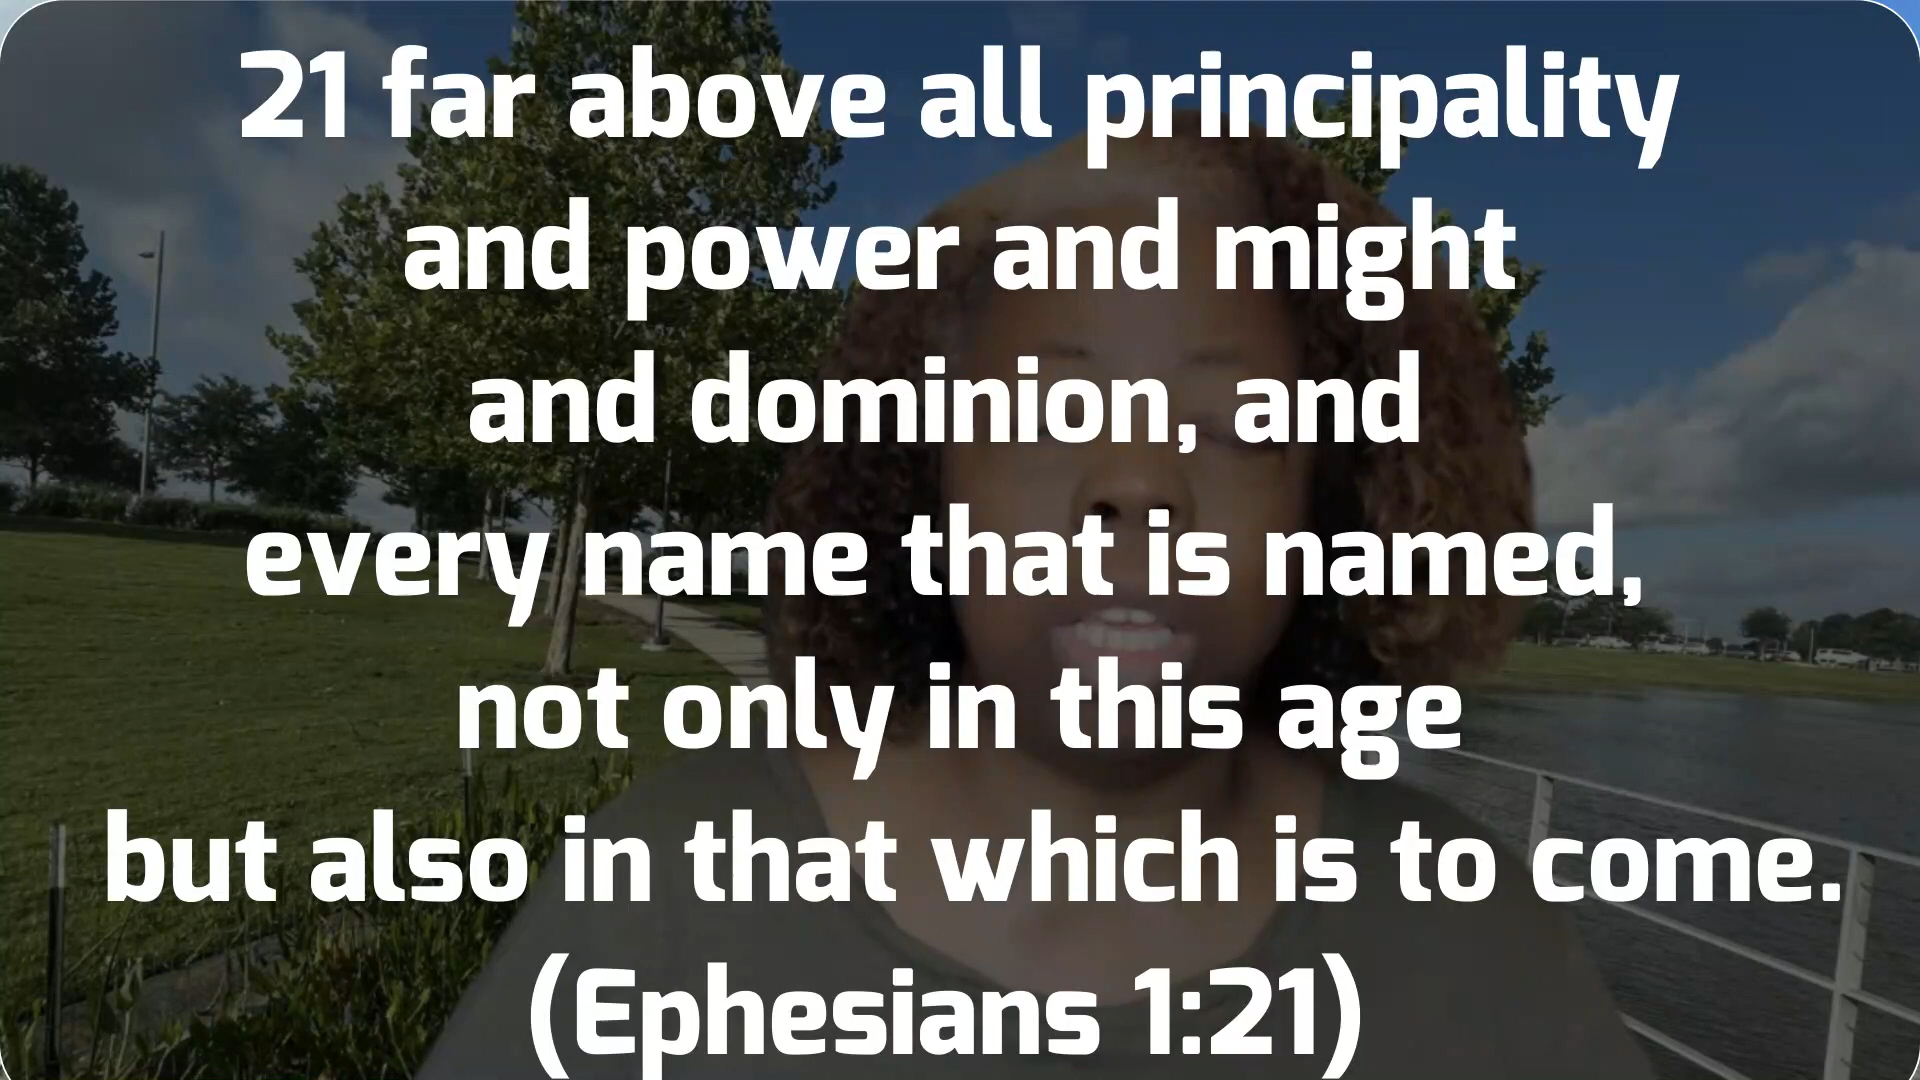 21 far above all principality
and power and might
and dominion, and
every name that is named,
not only in this age
but also in that which is to come.
(Ephesians 1:21)